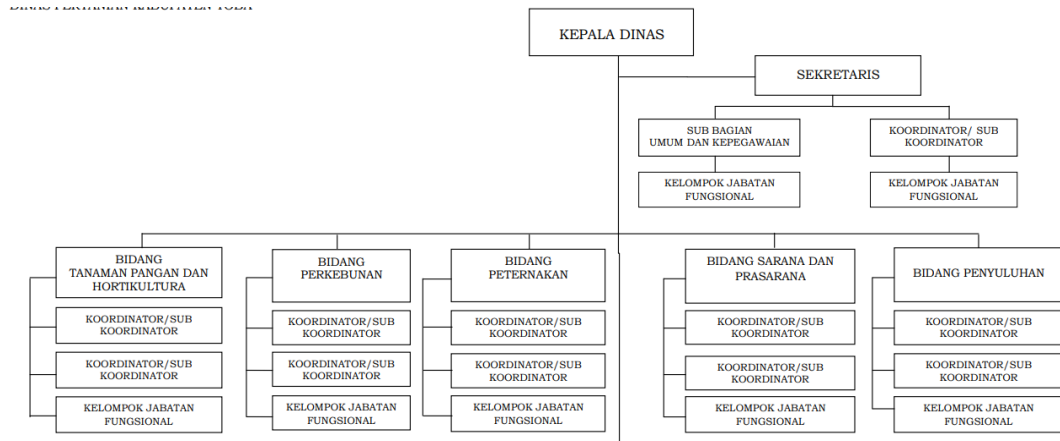 DINAS PERTANIAN KABUPATEN TOBA
KEPALA DINAS
SEKRETARIS
SUB BAGIAN
UMUM DAN KEPEGAWAIAN
KOORDINATOR/ SUB
KOORDINATOR
KELOMPOK JABATAN
FUNGSIONAL
KELOMPOK JABATAN
FUNGSIONAL
BIDANG
TANAMAN PANGAN DAN
HORTIKULTURA
BIDANG
PERKEBUNAN
BIDANG
PETERNAKAN
BIDANG SARANA DAN
PRASARANA
BIDANG PENYULUHAN
KOORDINATOR/SUB
KOORDINATOR
KOORDINATOR/SUB
KOORDINATOR
KOORDINATOR/SUB
KOORDINATOR
KOORDINATOR/SUB
KOORDINATOR
KOORDINATOR/SUB
KOORDINATOR
KOORDINATOR/SUB
KOORDINATOR
KOORDINATOR/SUB
KOORDINATOR
KOORDINATOR/SUB
KOORDINATOR
KOORDINATOR/SUB
KOORDINATOR
KOORDINATOR/SUB
KOORDINATOR
KELOMPOK JABATAN
FUNGSIONAL
KELOMPOK JABATAN
FUNGSIONAL
KELOMPOK JABATAN
FUNGSIONAL
KELOMPOK JABATAN
FUNGSIONAL
KELOMPOK JABATAN
FUNGSIONAL